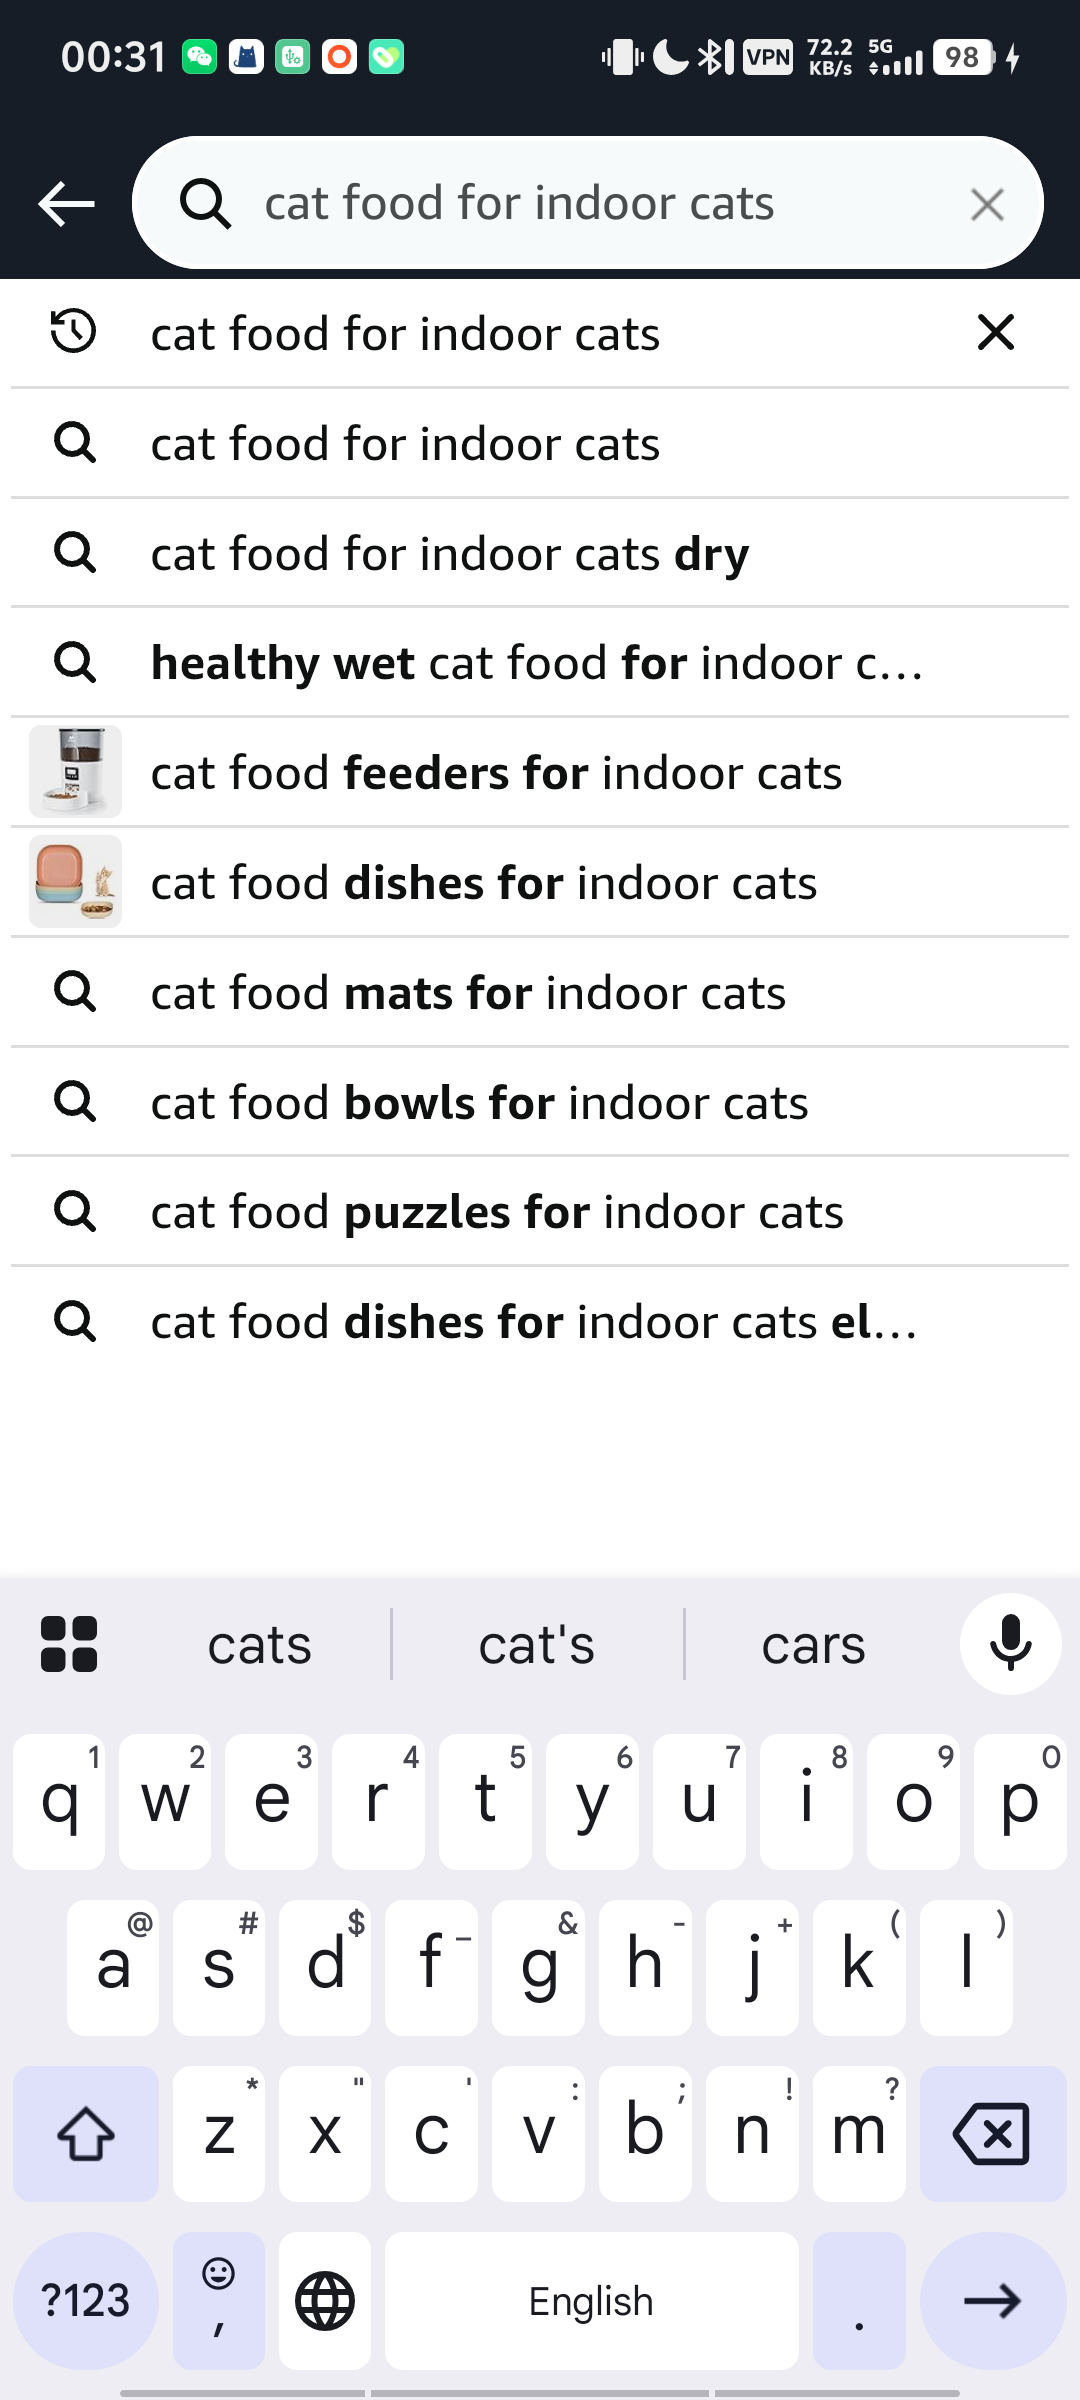 00:31 VPN 72.2 KB/s 5G 98
cat food for indoor cats
cat food for indoor cats
cat food for indoor cats
cat food for indoor cats dry
healthy wet cat food for indoor c...
cat food feeders for indoor cats
cat food dishes for indoor cats
cat food mats for indoor cats
cat food bowls for indoor cats
cat food puzzles for indoor cats
cat food dishes for indoor cats el...
cats cat's cars
1 2 3 4 5 6 7 8 9 0
q w e r t y u i o p
@ # $ _ & - + ( )
a s d f g h j k l
* " ' : ; ! ?
z x c v b n m
?123 , English .